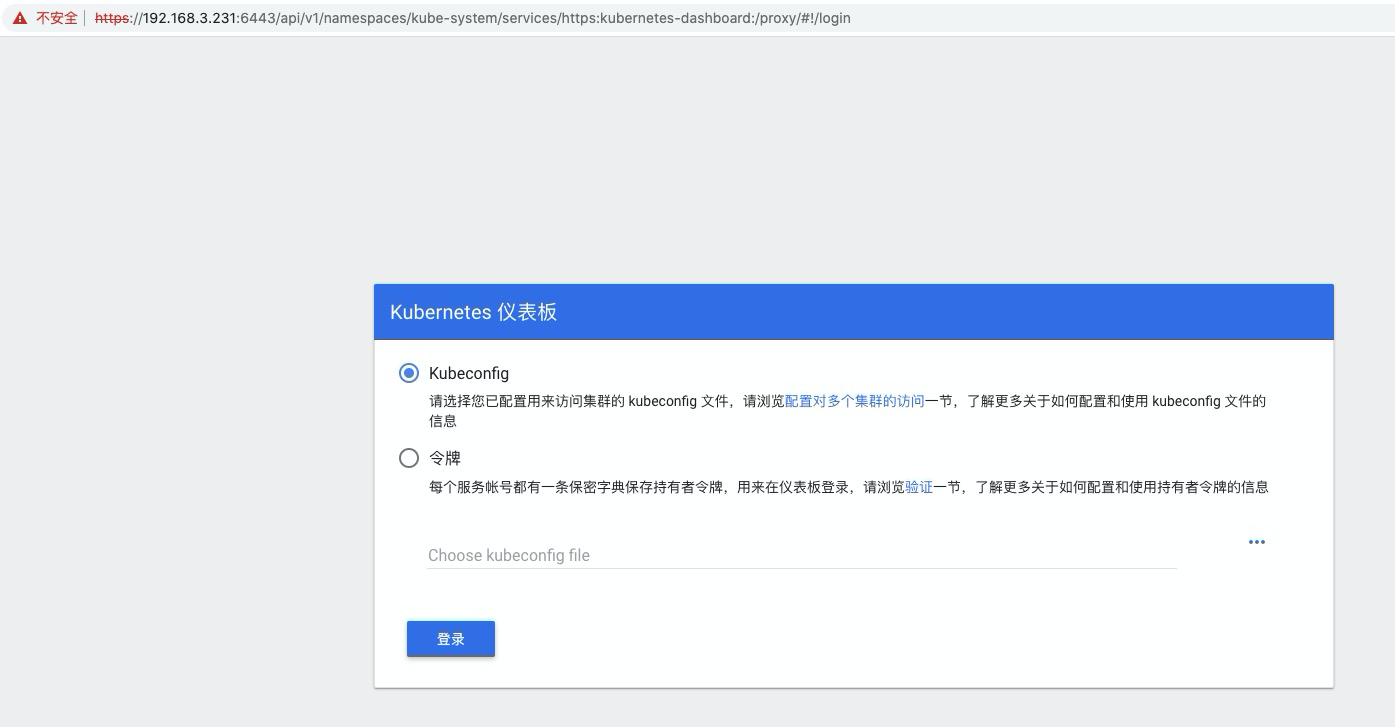 不安全 https://192.168.3.231:6443/api/v1/namespaces/kube-system/services/https:kubernetes-dashboard:/proxy/#!/login
Kubernetes 仪表板
Kubeconfig
请选择您已配置用来访问集群的 kubeconfig 文件，请浏览配置对多个集群的访问一节，了解更多关于如何配置和使用 kubeconfig 文件的
信息
令牌
每个服务帐号都有一条保密字典保存持有者令牌，用来在仪表板登录，请浏览验证一节，了解更多关于如何配置和使用持有者令牌的信息
Choose kubeconfig file
登录